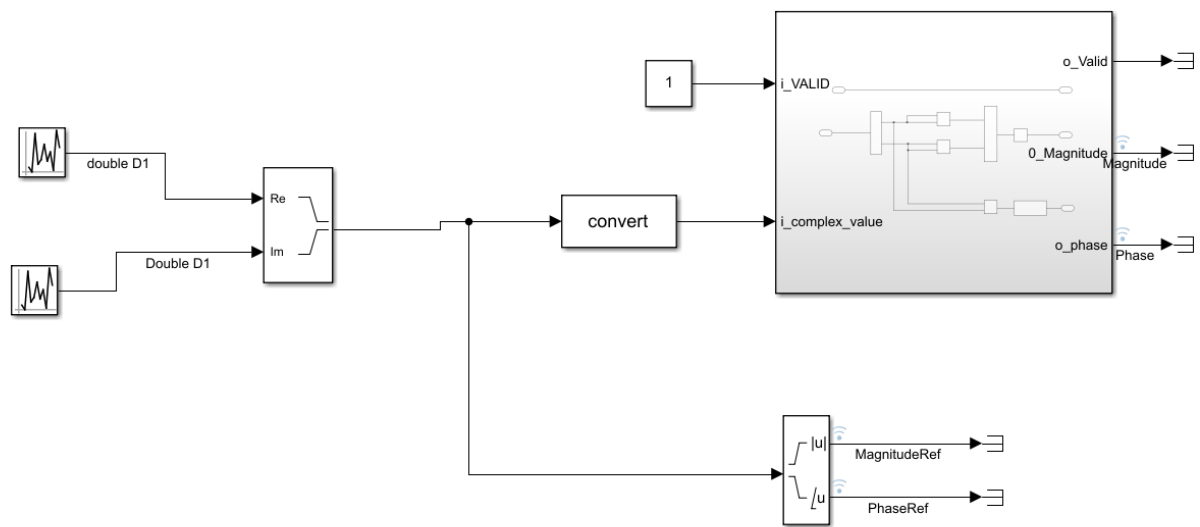 double D1
Double D1
Re
Im
convert
1
i_VALID
i_complex_value
o_Valid
0_Magnitude
Magnitude
o_phase
Phase
|u|
∠u
MagnitudeRef
PhaseRef